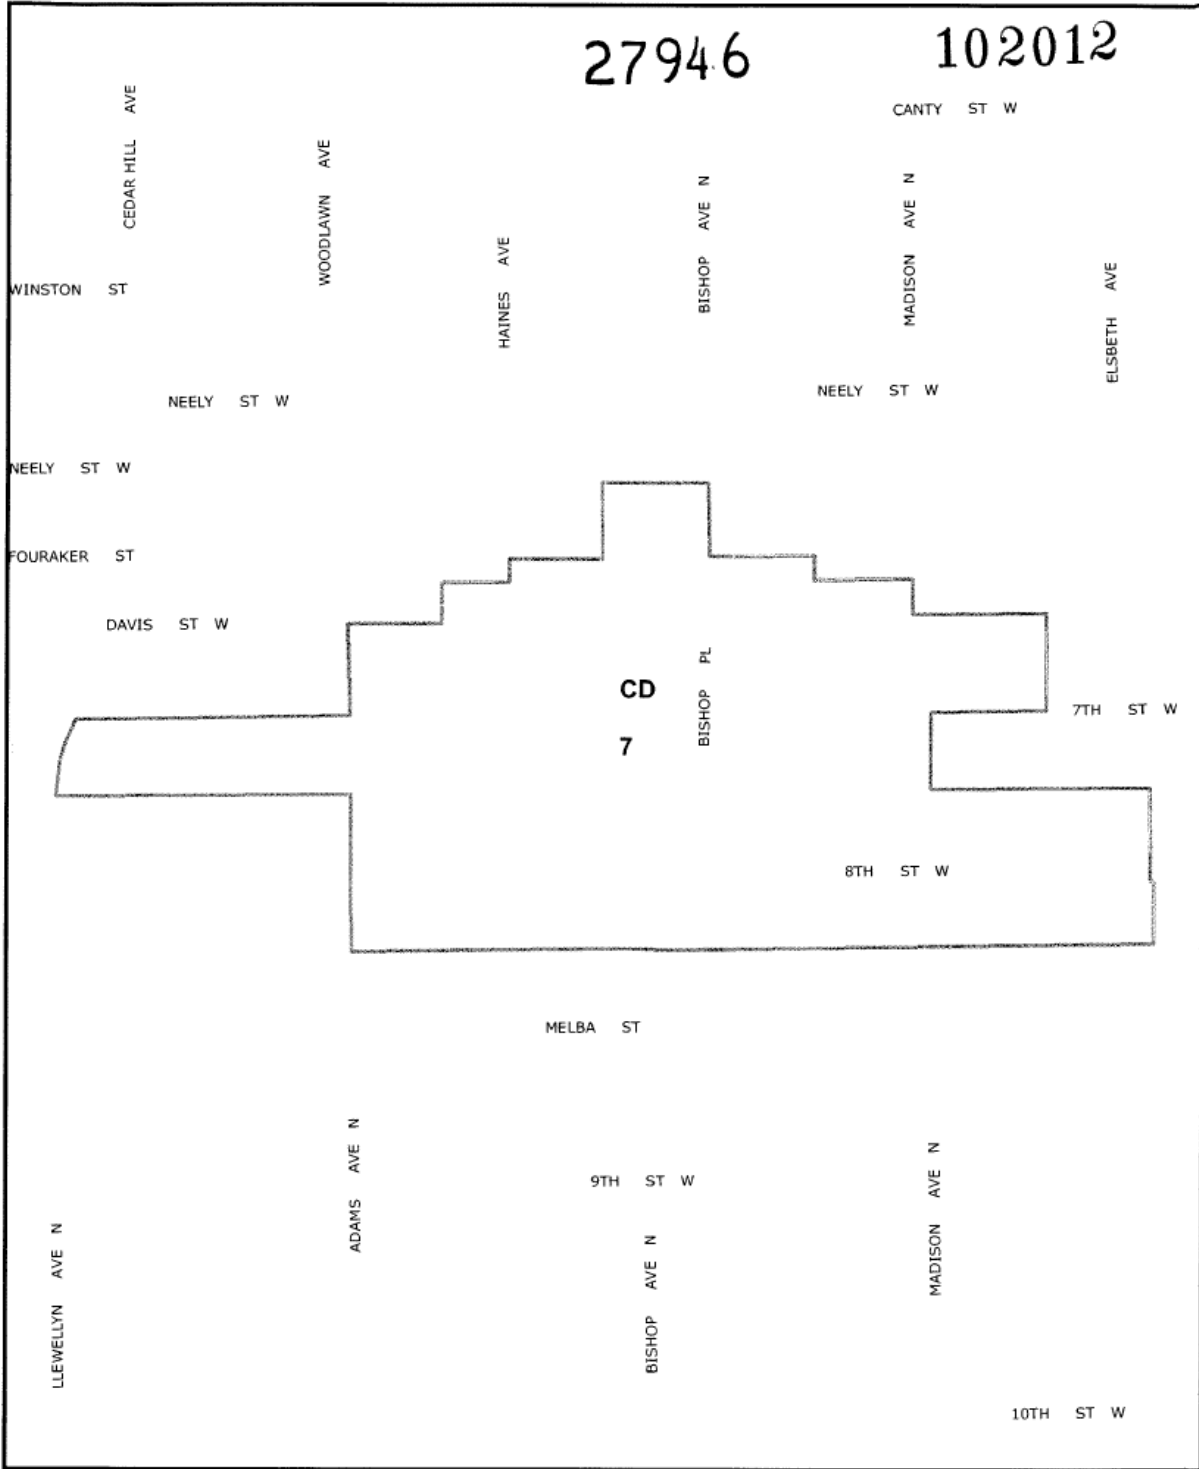 27946
102012
CANTY ST W
CEDAR HILL AVE
WOODLAWN AVE
BISHOP AVE N
MADISON AVE N
HAINES AVE
ELSBETH AVE
WINSTON ST
NEELY ST W
NEELY ST W
NEELY ST W
FOURAKER ST
DAVIS ST W
CD
7
BISHOP PL
7TH ST W
8TH ST W
MELBA ST
ADAMS AVE N
9TH ST W
MADISON AVE N
LLEWELLYN AVE N
BISHOP AVE N
10TH ST W